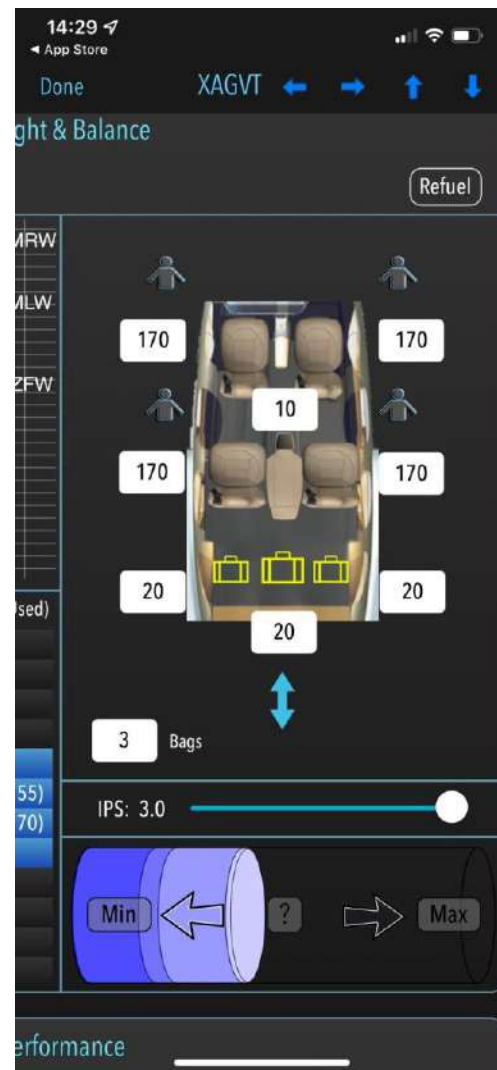 14:29
◄ App Store
Done XAGVT
ght & Balance
Refuel
MRW
MLW
ZFW
170 170
10
170 170
20 20
20
Used)
3 Bags
55)
70)
IPS: 3.0
Min ? Max
erformance